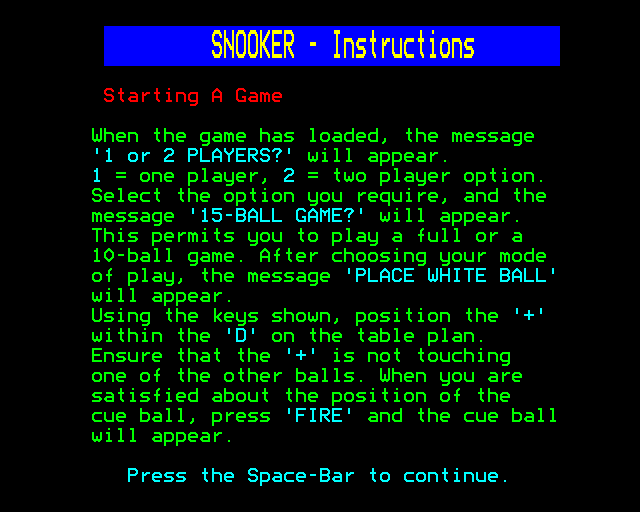 SNOOKER - Instructions
Starting A Game
When the game has loaded, the message
'1 or 2 PLAYERS?' will appear.
1 = one player, 2 = two player option.
Select the option you require, and the
message '15-BALL GAME?' will appear.
This permits you to play a full or a
10-ball game. After choosing your mode
of play, the message 'PLACE WHITE BALL'
will appear.
Using the keys shown, position the '+'
within the 'D' on the table plan.
Ensure that the '+' is not touching
one of the other balls. When you are
satisfied about the position of the
cue ball, press 'FIRE' and the cue ball
will appear.
Press the Space-Bar to continue.